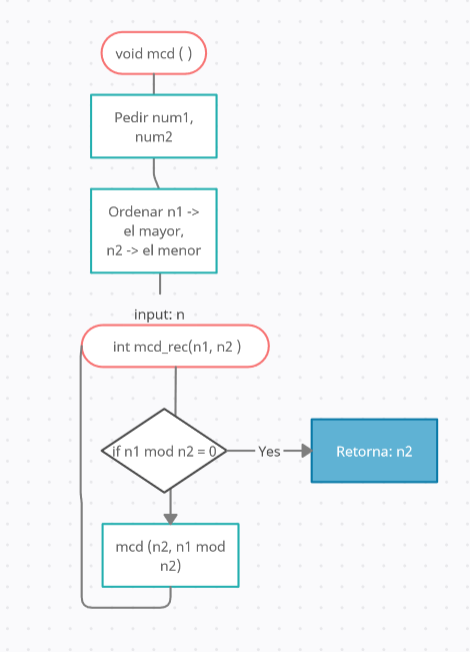 void mcd ( )
Pedir num1,
num2
Ordenar n1 ->
el mayor,
n2 -> el menor
input: n
int mcd_rec(n1, n2 )
if n1 mod n2 = 0
Yes
Retorna: n2
mcd (n2, n1 mod
n2)